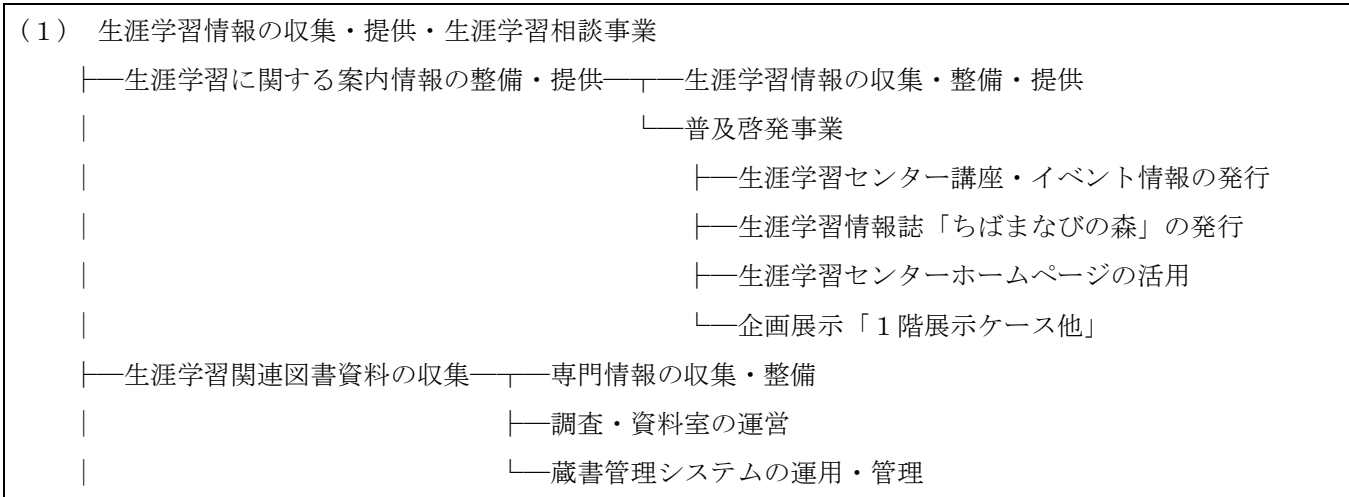 （１） 生涯学習情報の収集・提供・生涯学習相談事業
├─生涯学習に関する案内情報の整備・提供─┬─生涯学習情報の収集・整備・提供
│ └─普及啓発事業
│ ├─生涯学習センター講座・イベント情報の発行
│ ├─生涯学習情報誌「ちばまなびの森」の発行
│ ├─生涯学習センターホームページの活用
│ └─企画展示「１階展示ケース他」
├─生涯学習関連図書資料の収集─┬─専門情報の収集・整備
│ ├─調査・資料室の運営
│ └─蔵書管理システムの運用・管理